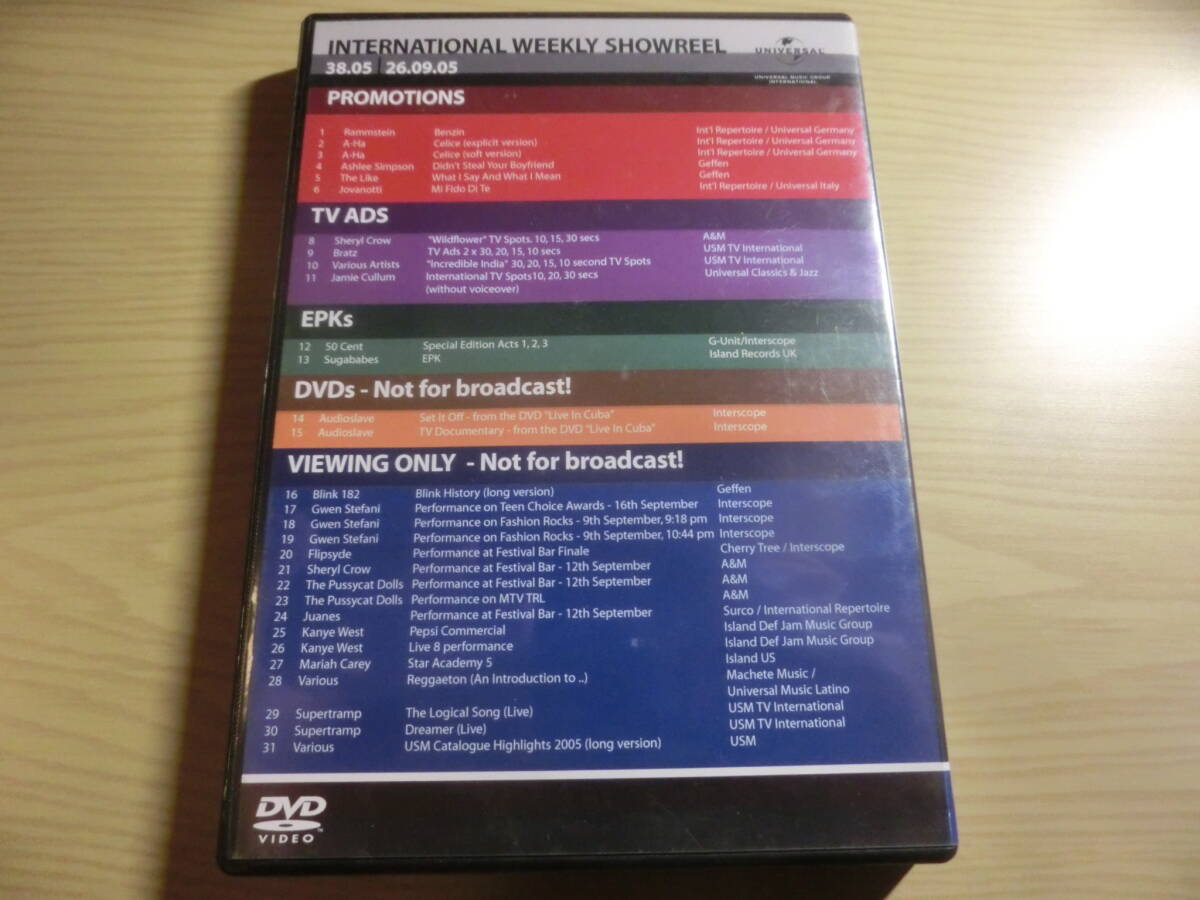 INTERNATIONAL WEEKLY SHOWREEL
38.05 | 26.09.05
UNIVERSAL
UNIVERSAL MUSIC GROUP
INTERNATIONAL
PROMOTIONS
1 Rammstein Benzin Int'l Repertoire / Universal Germany
2 A-Ha Celice (explicit version) Int'l Repertoire / Universal Germany
3 A-Ha Celice (soft version) Int'l Repertoire / Universal Germany
4 Ashlee Simpson Didn't Steal Your Boyfriend Geffen
5 The Like What I Say And What I Mean Geffen
6 Jovanotti Mi Fido Di Te Int'l Repertoire / Universal Italy
TV ADS
8 Sheryl Crow "Wildflower" TV Spots. 10, 15, 30 secs A&M
9 Bratz TV Ads 2 x 30, 20, 15, 10 secs USM TV International
10 Various Artists "Incredible India" 30, 20, 15, 10 second TV Spots USM TV International
11 Jamie Cullum International TV Spots10, 20, 30 secs Universal Classics & Jazz
(without voiceover)
EPKs
12 50 Cent Special Edition Acts 1, 2, 3 G-Unit/Interscope
13 Sugababes EPK Island Records UK
DVDs - Not for broadcast!
14 Audioslave Set It Off - from the DVD "Live In Cuba" Interscope
15 Audioslave TV Documentary - from the DVD "Live In Cuba" Interscope
VIEWING ONLY - Not for broadcast!
16 Blink 182 Blink History (long version) Geffen
17 Gwen Stefani Performance on Teen Choice Awards - 16th September Interscope
18 Gwen Stefani Performance on Fashion Rocks - 9th September, 9:18 pm Interscope
19 Gwen Stefani Performance on Fashion Rocks - 9th September, 10:44 pm Interscope
20 Flipsyde Performance at Festival Bar Finale Cherry Tree / Interscope
21 Sheryl Crow Performance at Festival Bar - 12th September A&M
22 The Pussycat Dolls Performance at Festival Bar - 12th September A&M
23 The Pussycat Dolls Performance on MTV TRL A&M
24 Juanes Performance at Festival Bar - 12th September Surco / International Repertoire
25 Kanye West Pepsi Commercial Island Def Jam Music Group
26 Kanye West Live 8 performance Island Def Jam Music Group
27 Mariah Carey Star Academy 5 Island US
28 Various Reggaeton (An Introduction to ..) Machete Music /
Universal Music Latino
29 Supertramp The Logical Song (Live) USM TV International
30 Supertramp Dreamer (Live) USM TV International
31 Various USM Catalogue Highlights 2005 (long version) USM
DVD
VIDEO